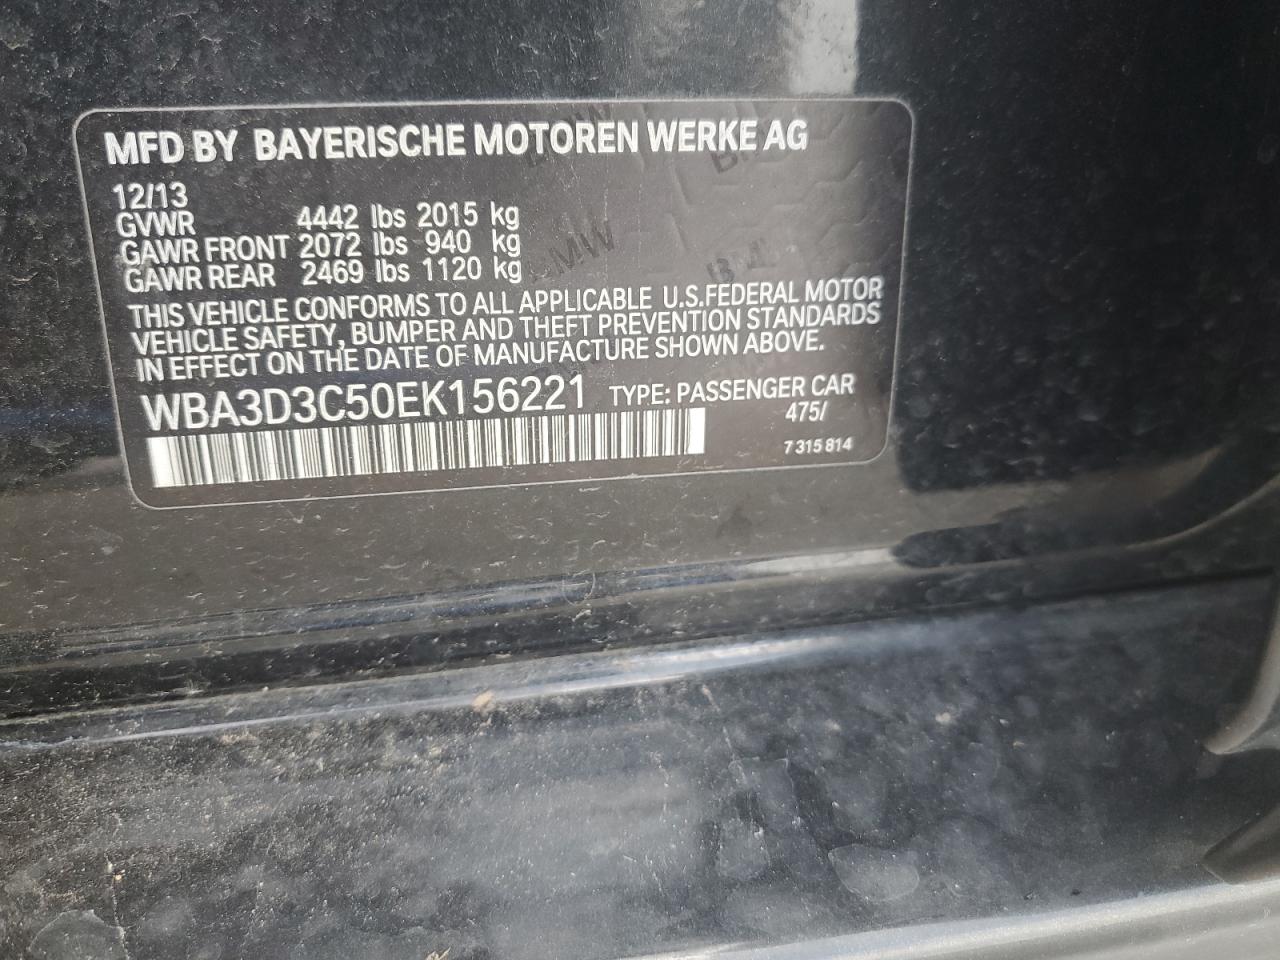 MFD BY BAYERISCHE MOTOREN WERKE AG
12/13
GVWR 4442 lbs 2015 kg
GAWR FRONT 2072 lbs 940 kg
GAWR REAR 2469 lbs 1120 kg
THIS VEHICLE CONFORMS TO ALL APPLICABLE U.S.FEDERAL MOTOR
VEHICLE SAFETY, BUMPER AND THEFT PREVENTION STANDARDS
IN EFFECT ON THE DATE OF MANUFACTURE SHOWN ABOVE.
WBA3D3C50EK156221 TYPE: PASSENGER CAR
475/
7 315 814